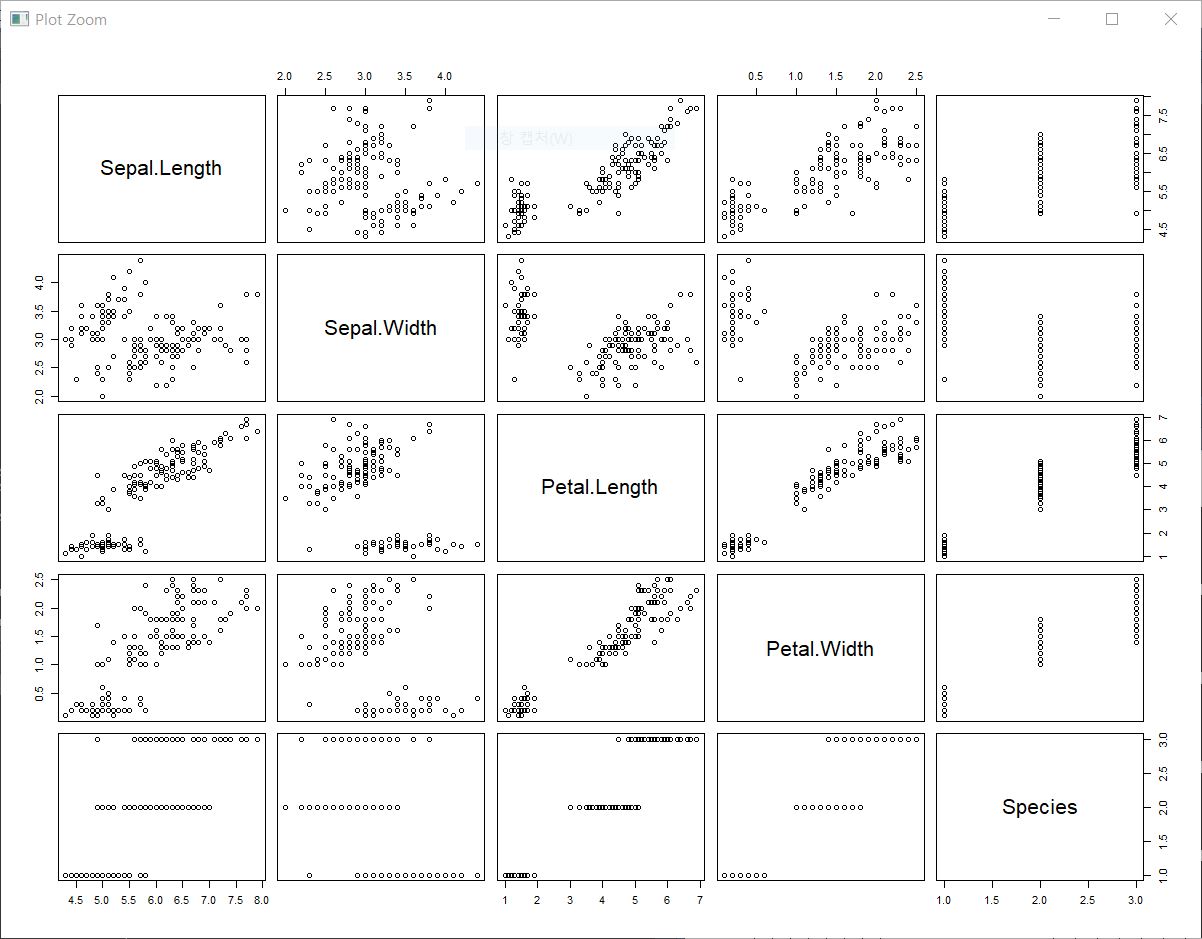 Plot Zoom
2.0 2.5 3.0 3.5 4.0
0.5 1.0 1.5 2.0 2.5
창 캡처(W)
Sepal.Length
4.5 5.5 6.5 7.5
2.0 2.5 3.0 3.5 4.0
Sepal.Width
Petal.Length
1 2 4 5 6 7
0.5 1.0 1.5 2.0 2.5
Petal.Width
Species
1.0 1.5 2.0 2.5 3.0
4.5 5.0 5.5 6.0 6.5 7.0 7.5 8.0
1 2 3 4 5 6 7
1.0 1.5 2.0 2.5 3.0